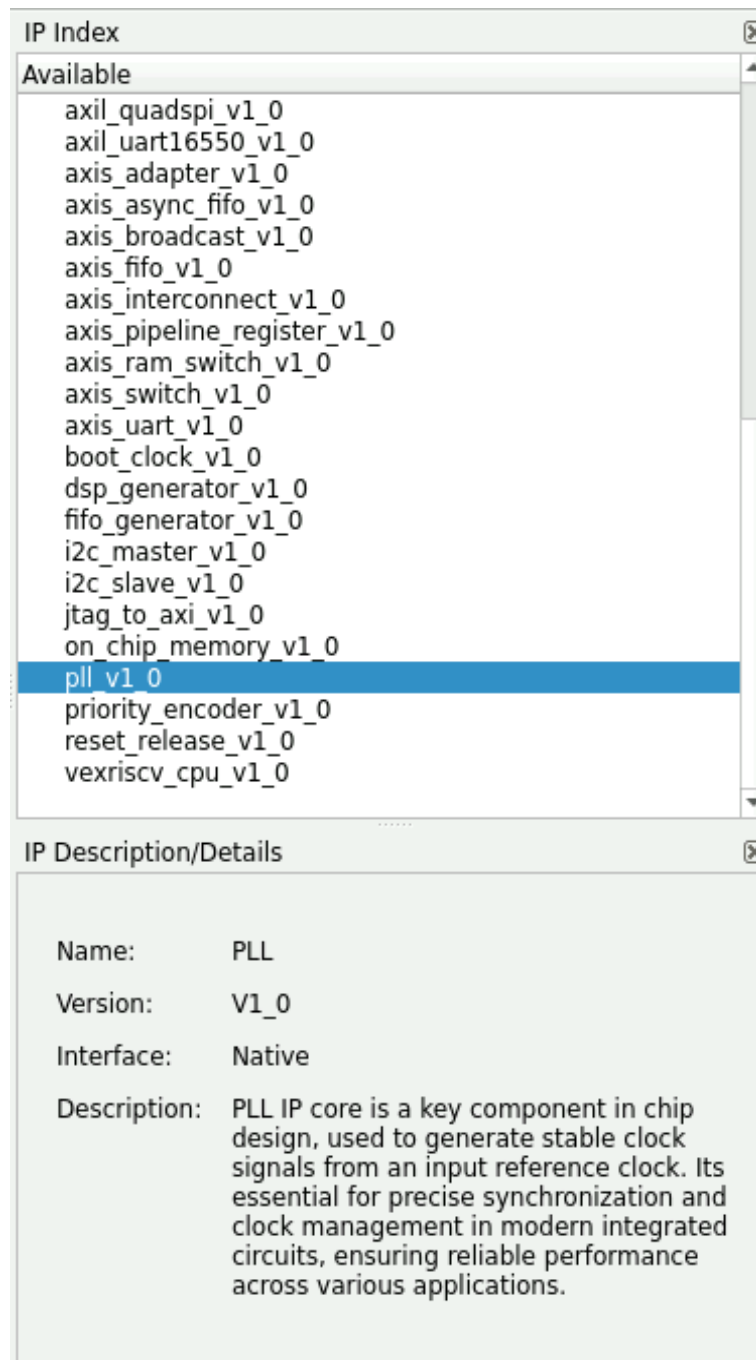 IP Index
Available
axil_quadspi_v1_0
axil_uart16550_v1_0
axis_adapter_v1_0
axis_async_fifo_v1_0
axis_broadcast_v1_0
axis_fifo_v1_0
axis_interconnect_v1_0
axis_pipeline_register_v1_0
axis_ram_switch_v1_0
axis_switch_v1_0
axis_uart_v1_0
boot_clock_v1_0
dsp_generator_v1_0
fifo_generator_v1_0
i2c_master_v1_0
i2c_slave_v1_0
jtag_to_axi_v1_0
on_chip_memory_v1_0
pll_v1_0
priority_encoder_v1_0
reset_release_v1_0
vexriscv_cpu_v1_0
IP Description/Details
Name: PLL
Version: V1_0
Interface: Native
Description: PLL IP core is a key component in chip
design, used to generate stable clock
signals from an input reference clock. Its
essential for precise synchronization and
clock management in modern integrated
circuits, ensuring reliable performance
across various applications.